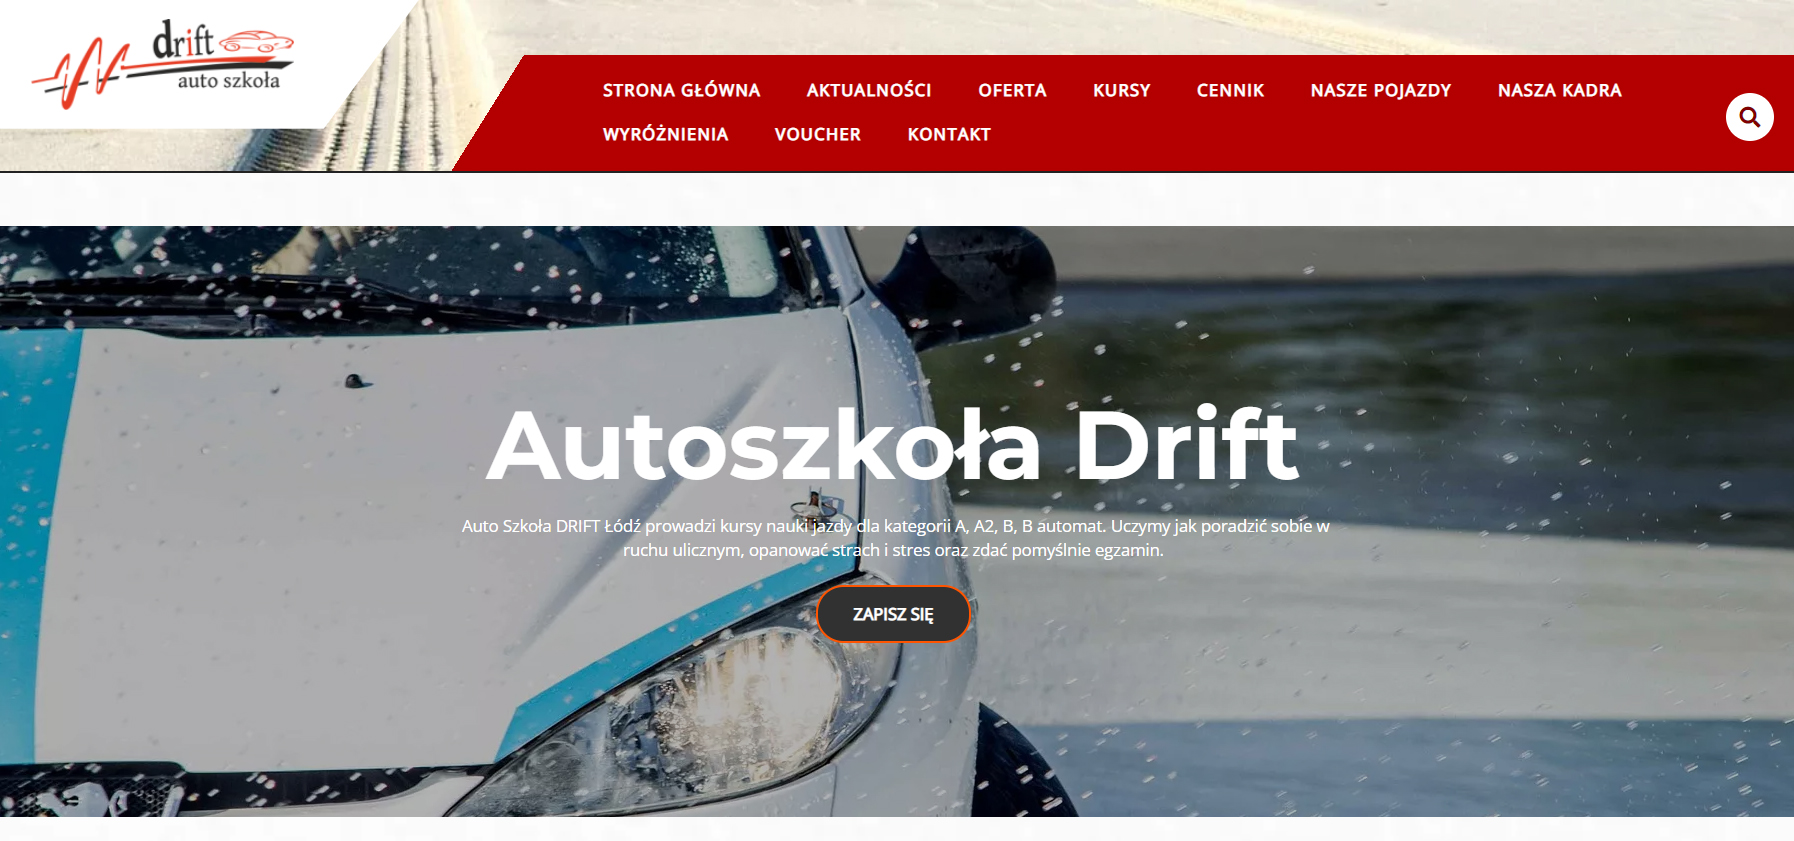 drift
auto szkoła
STRONA GŁÓWNA AKTUALNOŚCI OFERTA KURSY CENNIK NASZE POJAZDY NASZA KADRA
WYRÓŻNIENIA VOUCHER KONTAKT
Autoszkoła Drift
Auto Szkoła DRIFT Łódź prowadzi kursy nauki jazdy dla kategorii A, A2, B, B automat. Uczymy jak poradzić sobie w
ruchu ulicznym, opanować strach i stres oraz zdać pomyślnie egzamin.
ZAPISZ SIĘ